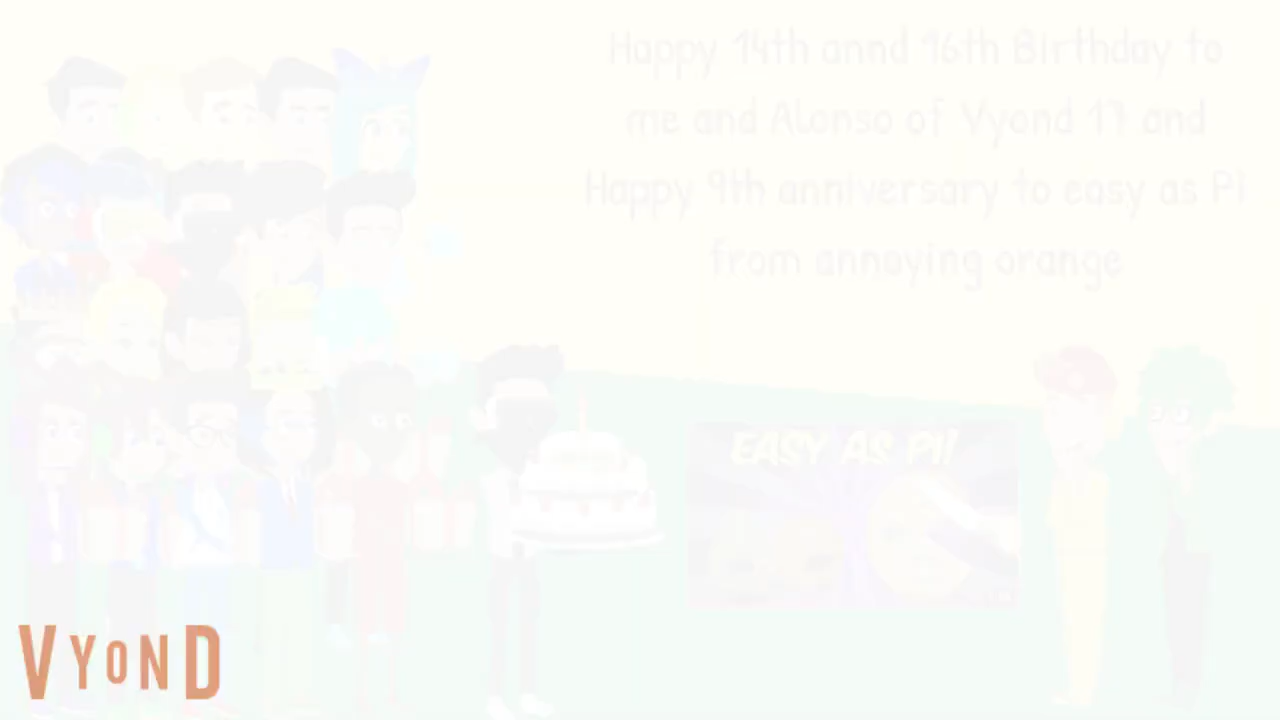 Happy 14th annd 16th Birthday to
me and Alonso of Vyond 17 and
Happy 9th anniversary to easy as Pi
from annoying orange
EASY AS PI!
VYOND